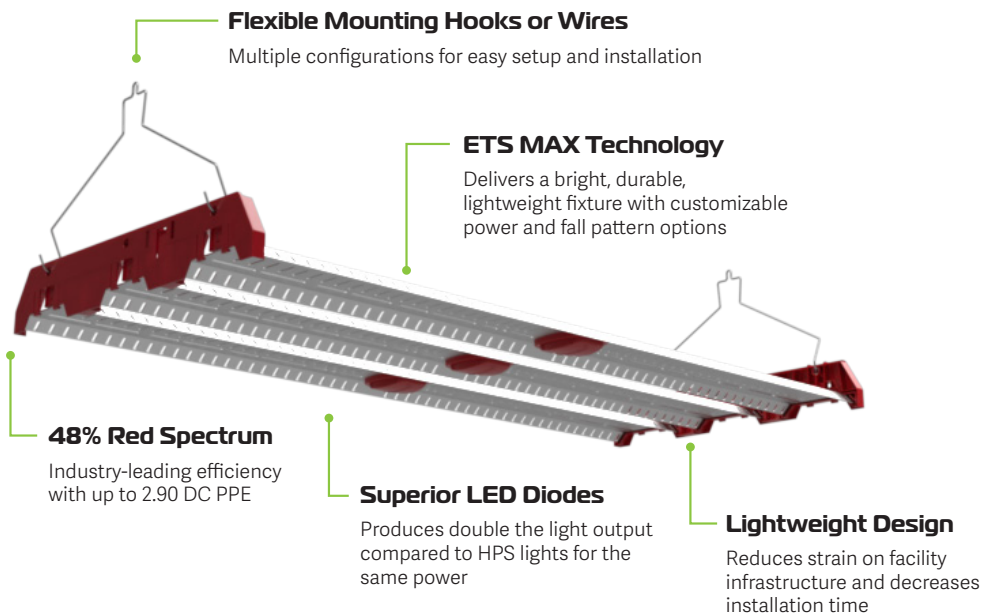 Flexible Mounting Hooks or Wires
Multiple configurations for easy setup and installation
ETS MAX Technology
Delivers a bright, durable,
lightweight fixture with customizable
power and fall pattern options
48% Red Spectrum
Industry-leading efficiency
with up to 2.90 DC PPE
Superior LED Diodes
Produces double the light output
compared to HPS lights for the
same power
Lightweight Design
Reduces strain on facility
infrastructure and decreases
installation time